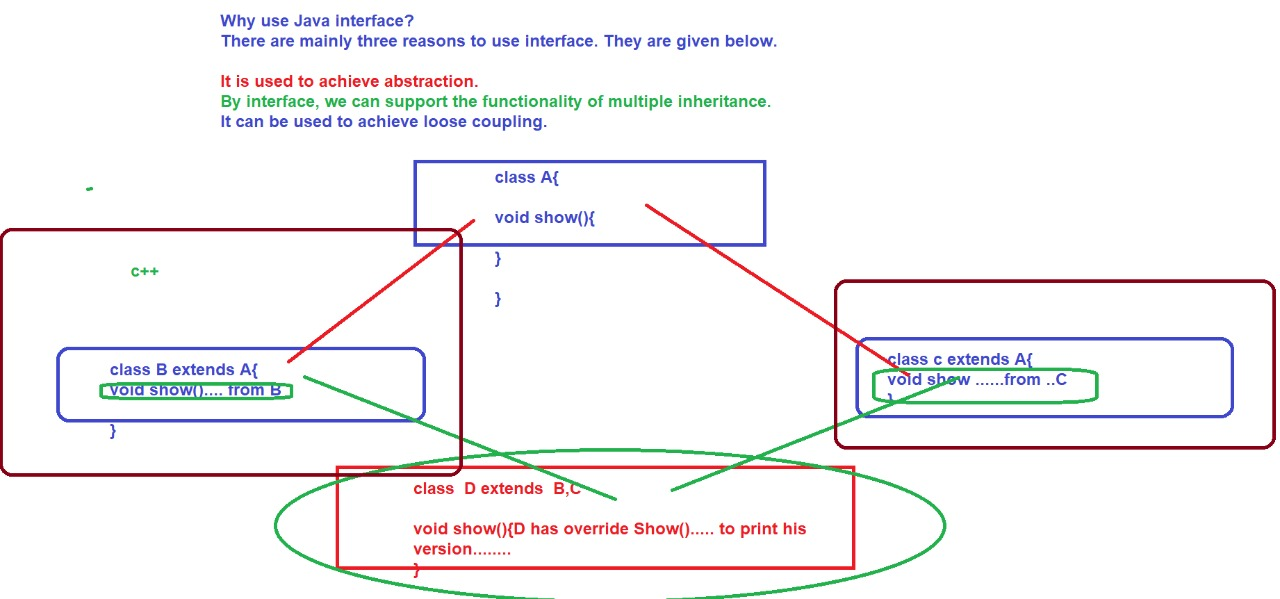 Why use Java interface?
There are mainly three reasons to use interface. They are given below.
It is used to achieve abstraction.
By interface, we can support the functionality of multiple inheritance.
It can be used to achieve loose coupling.
class A{
void show(){
}
}
c++
class B extends A{
void show().... from B
}
class c extends A{
void show ......from ..C
}
class  D extends  B,C
void show(){D has override Show()..... to print his
version........
}